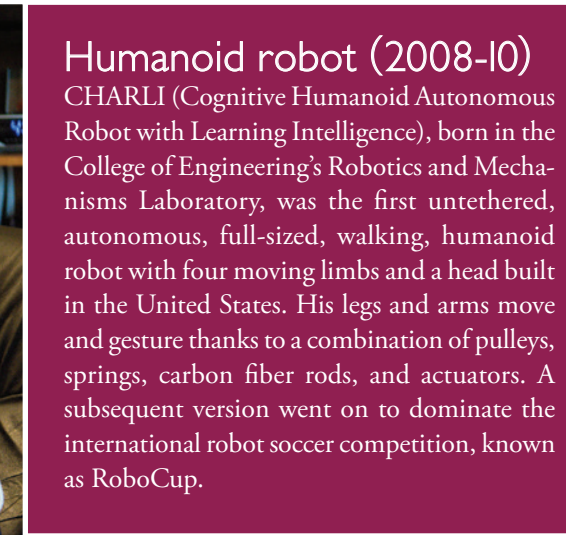 Humanoid robot (2008-10)
CHARLI (Cognitive Humanoid Autonomous
Robot with Learning Intelligence), born in the
College of Engineering’s Robotics and Mecha-
nisms Laboratory, was the first untethered,
autonomous, full-sized, walking, humanoid
robot with four moving limbs and a head built
in the United States. His legs and arms move
and gesture thanks to a combination of pulleys,
springs, carbon fiber rods, and actuators. A
subsequent version went on to dominate the
international robot soccer competition, known
as RoboCup.